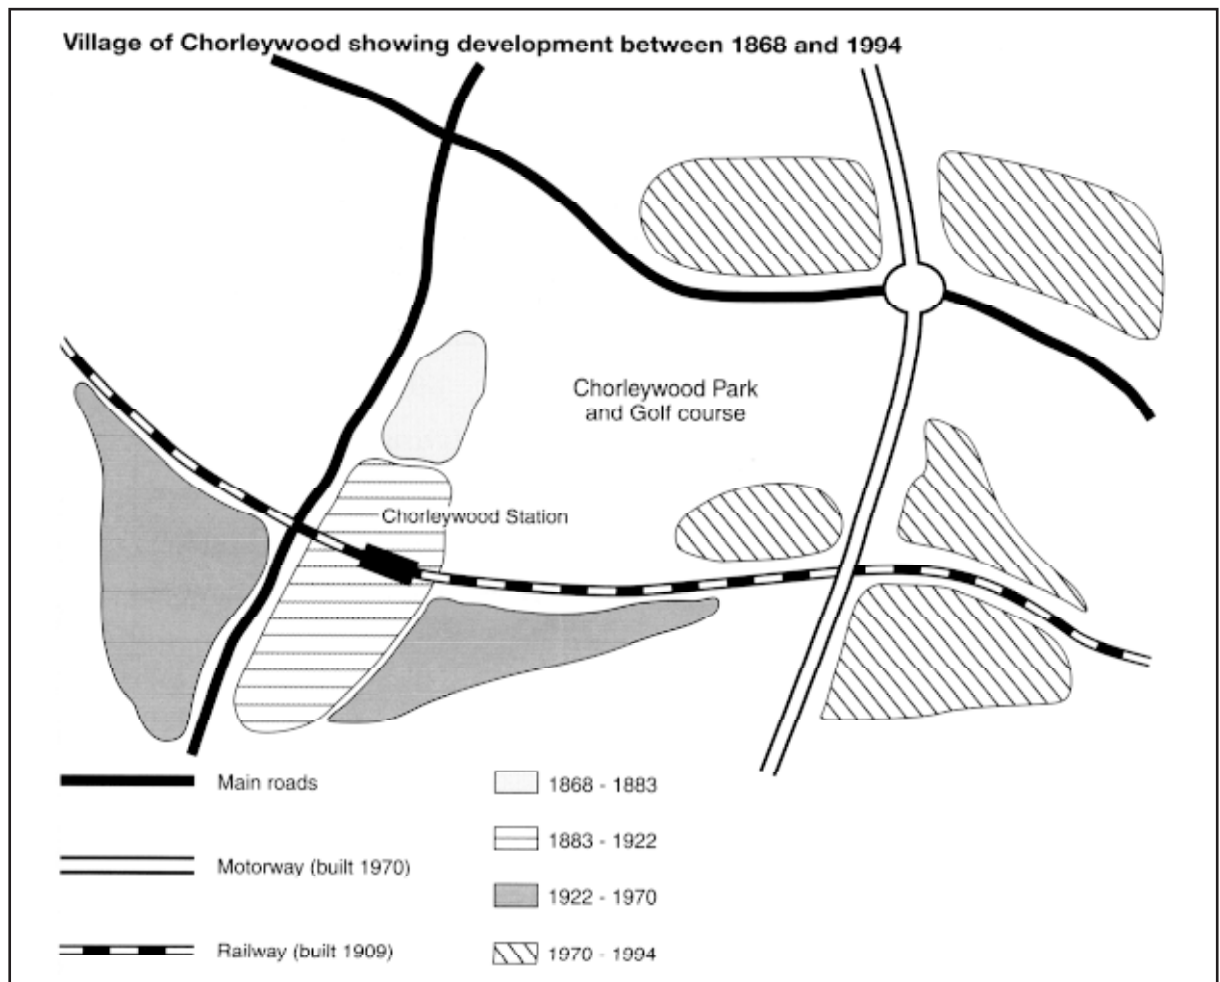 Village of Chorleywood showing development between 1868 and 1994
Chorleywood Park
and Golf course
Chorleywood Station
Main roads
Motorway (built 1970)
Railway (built 1909)
1868 - 1883
1883 - 1922
1922 - 1970
1970 - 1994